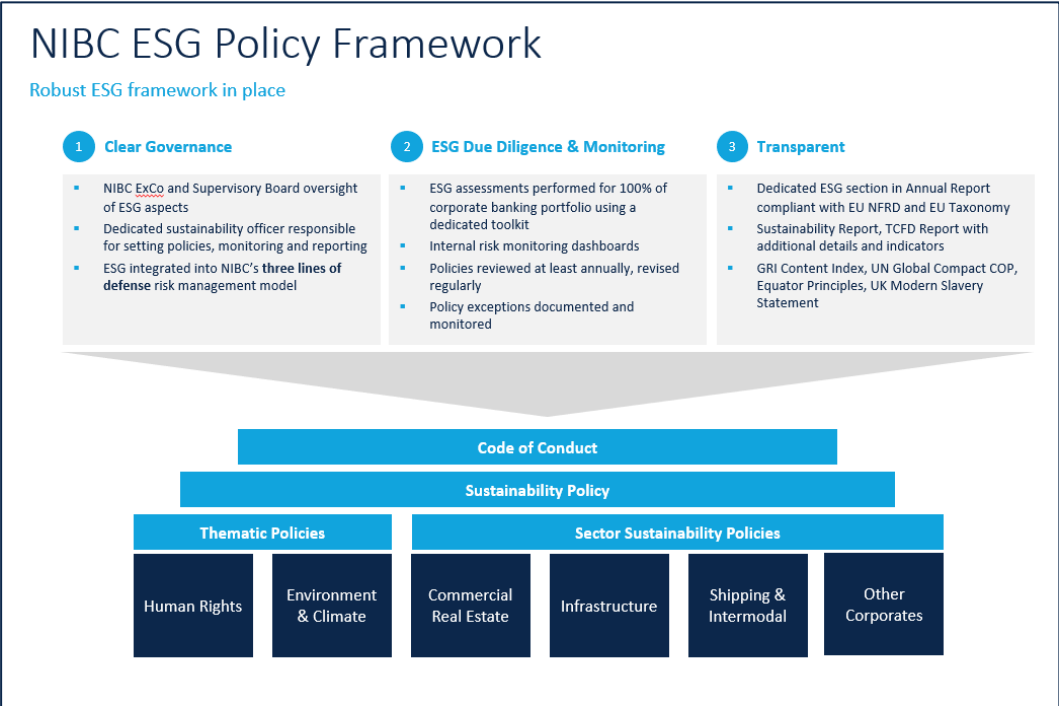 NIBC ESG Policy Framework
Robust ESG framework in place
1 Clear Governance
▪ NIBC ExCo and Supervisory Board oversight
of ESG aspects
▪ Dedicated sustainability officer responsible
for setting policies, monitoring and reporting
▪ ESG integrated into NIBC’s three lines of
defense risk management model
2 ESG Due Diligence & Monitoring
▪ ESG assessments performed for 100% of
corporate banking portfolio using a
dedicated toolkit
▪ Internal risk monitoring dashboards
▪ Policies reviewed at least annually, revised
regularly
▪ Policy exceptions documented and
monitored
3 Transparent
▪ Dedicated ESG section in Annual Report
compliant with EU NFRD and EU Taxonomy
▪ Sustainability Report, TCFD Report with
additional details and indicators
▪ GRI Content Index, UN Global Compact COP,
Equator Principles, UK Modern Slavery
Statement
Code of Conduct
Sustainability Policy
Thematic Policies
Human Rights
Environment
& Climate
Sector Sustainability Policies
Commercial
Real Estate
Infrastructure
Shipping &
Intermodal
Other
Corporates